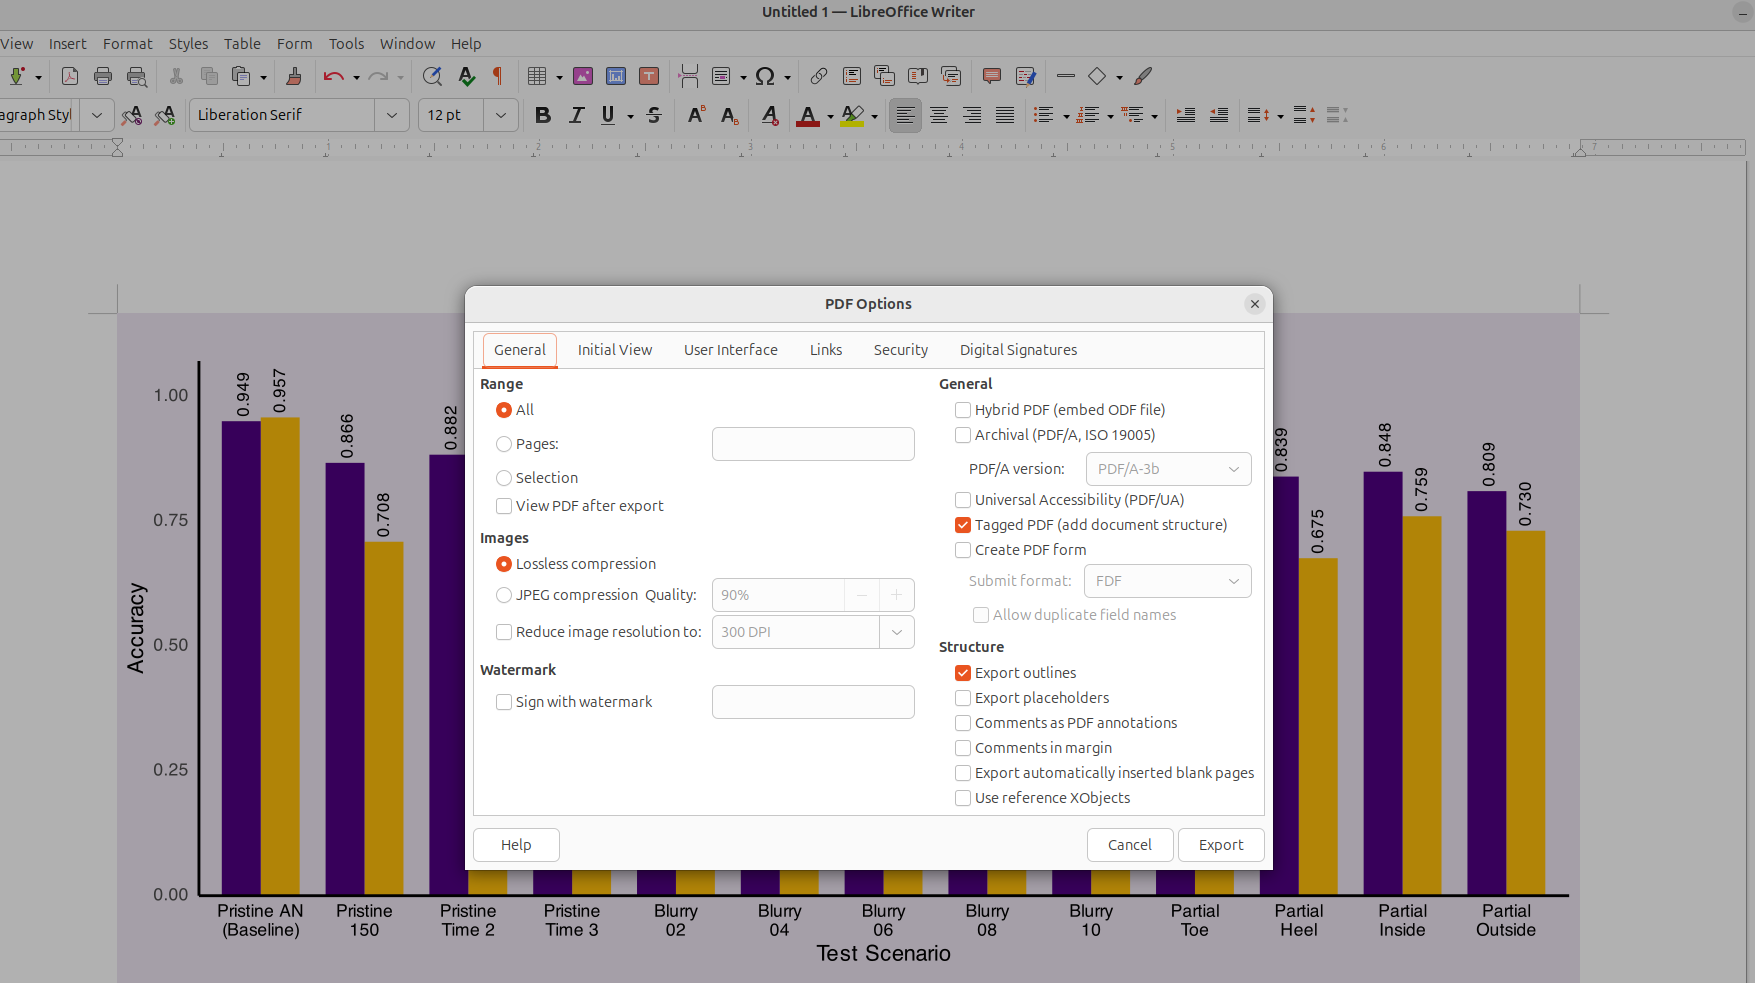 Untitled 1 — LibreOffice Writer
View Insert Format Styles Table Form Tools Window Help
agraph Styl Liberation Serif 12 pt
1 2 3 4 5 6 7
PDF Options
General Initial View User Interface Links Security Digital Signatures
Range
All
Pages:
Selection
View PDF after export
Images
Lossless compression
JPEG compression Quality: 90%
Reduce image resolution to: 300 DPI
Watermark
Sign with watermark
General
Hybrid PDF (embed ODF file)
Archival (PDF/A, ISO 19005)
PDF/A version: PDF/A-3b
Universal Accessibility (PDF/UA)
Tagged PDF (add document structure)
Create PDF form
Submit format: FDF
Allow duplicate field names
Structure
Export outlines
Export placeholders
Comments as PDF annotations
Comments in margin
Export automatically inserted blank pages
Use reference XObjects
Help Cancel Export
Accuracy
1.00
0.75
0.50
0.25
0.00
0.949
0.957
0.866
0.708
0.882
0.839
0.675
0.848
0.759
0.809
0.730
Pristine AN
(Baseline)
Pristine
150
Pristine
Time 2
Pristine
Time 3
Blurry
02
Blurry
04
Blurry
06
Blurry
08
Blurry
10
Partial
Toe
Partial
Heel
Partial
Inside
Partial
Outside
Test Scenario